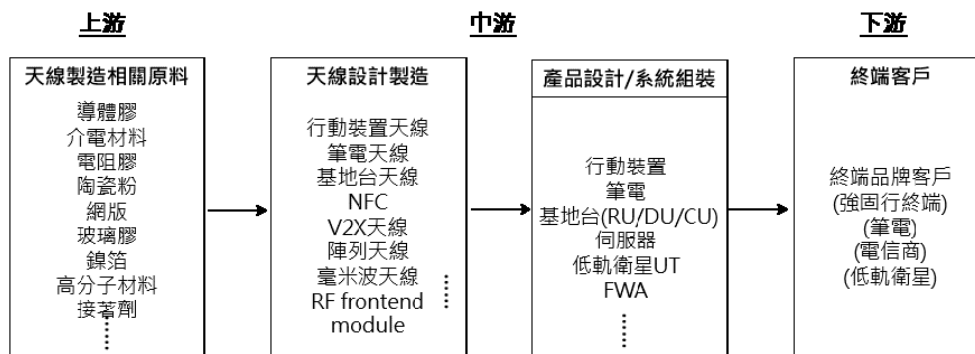 上游
中游
下游
天線製造相關原料
導體膠
介電材料
電阻膠
陶瓷粉
網版
玻璃膠
鎳箔
高分子材料
接著劑
......
天線設計製造
行動裝置天線
筆電天線
基地台天線
NFC
V2X天線
陣列天線
毫米波天線
RF frontend
module
......
產品設計/系統組裝
行動裝置
筆電
基地台(RU/DU/CU)
伺服器
低軌衛星UT
FWA
......
終端客戶
終端品牌客戶
(強固行終端)
(筆電)
(電信商)
(低軌衛星)